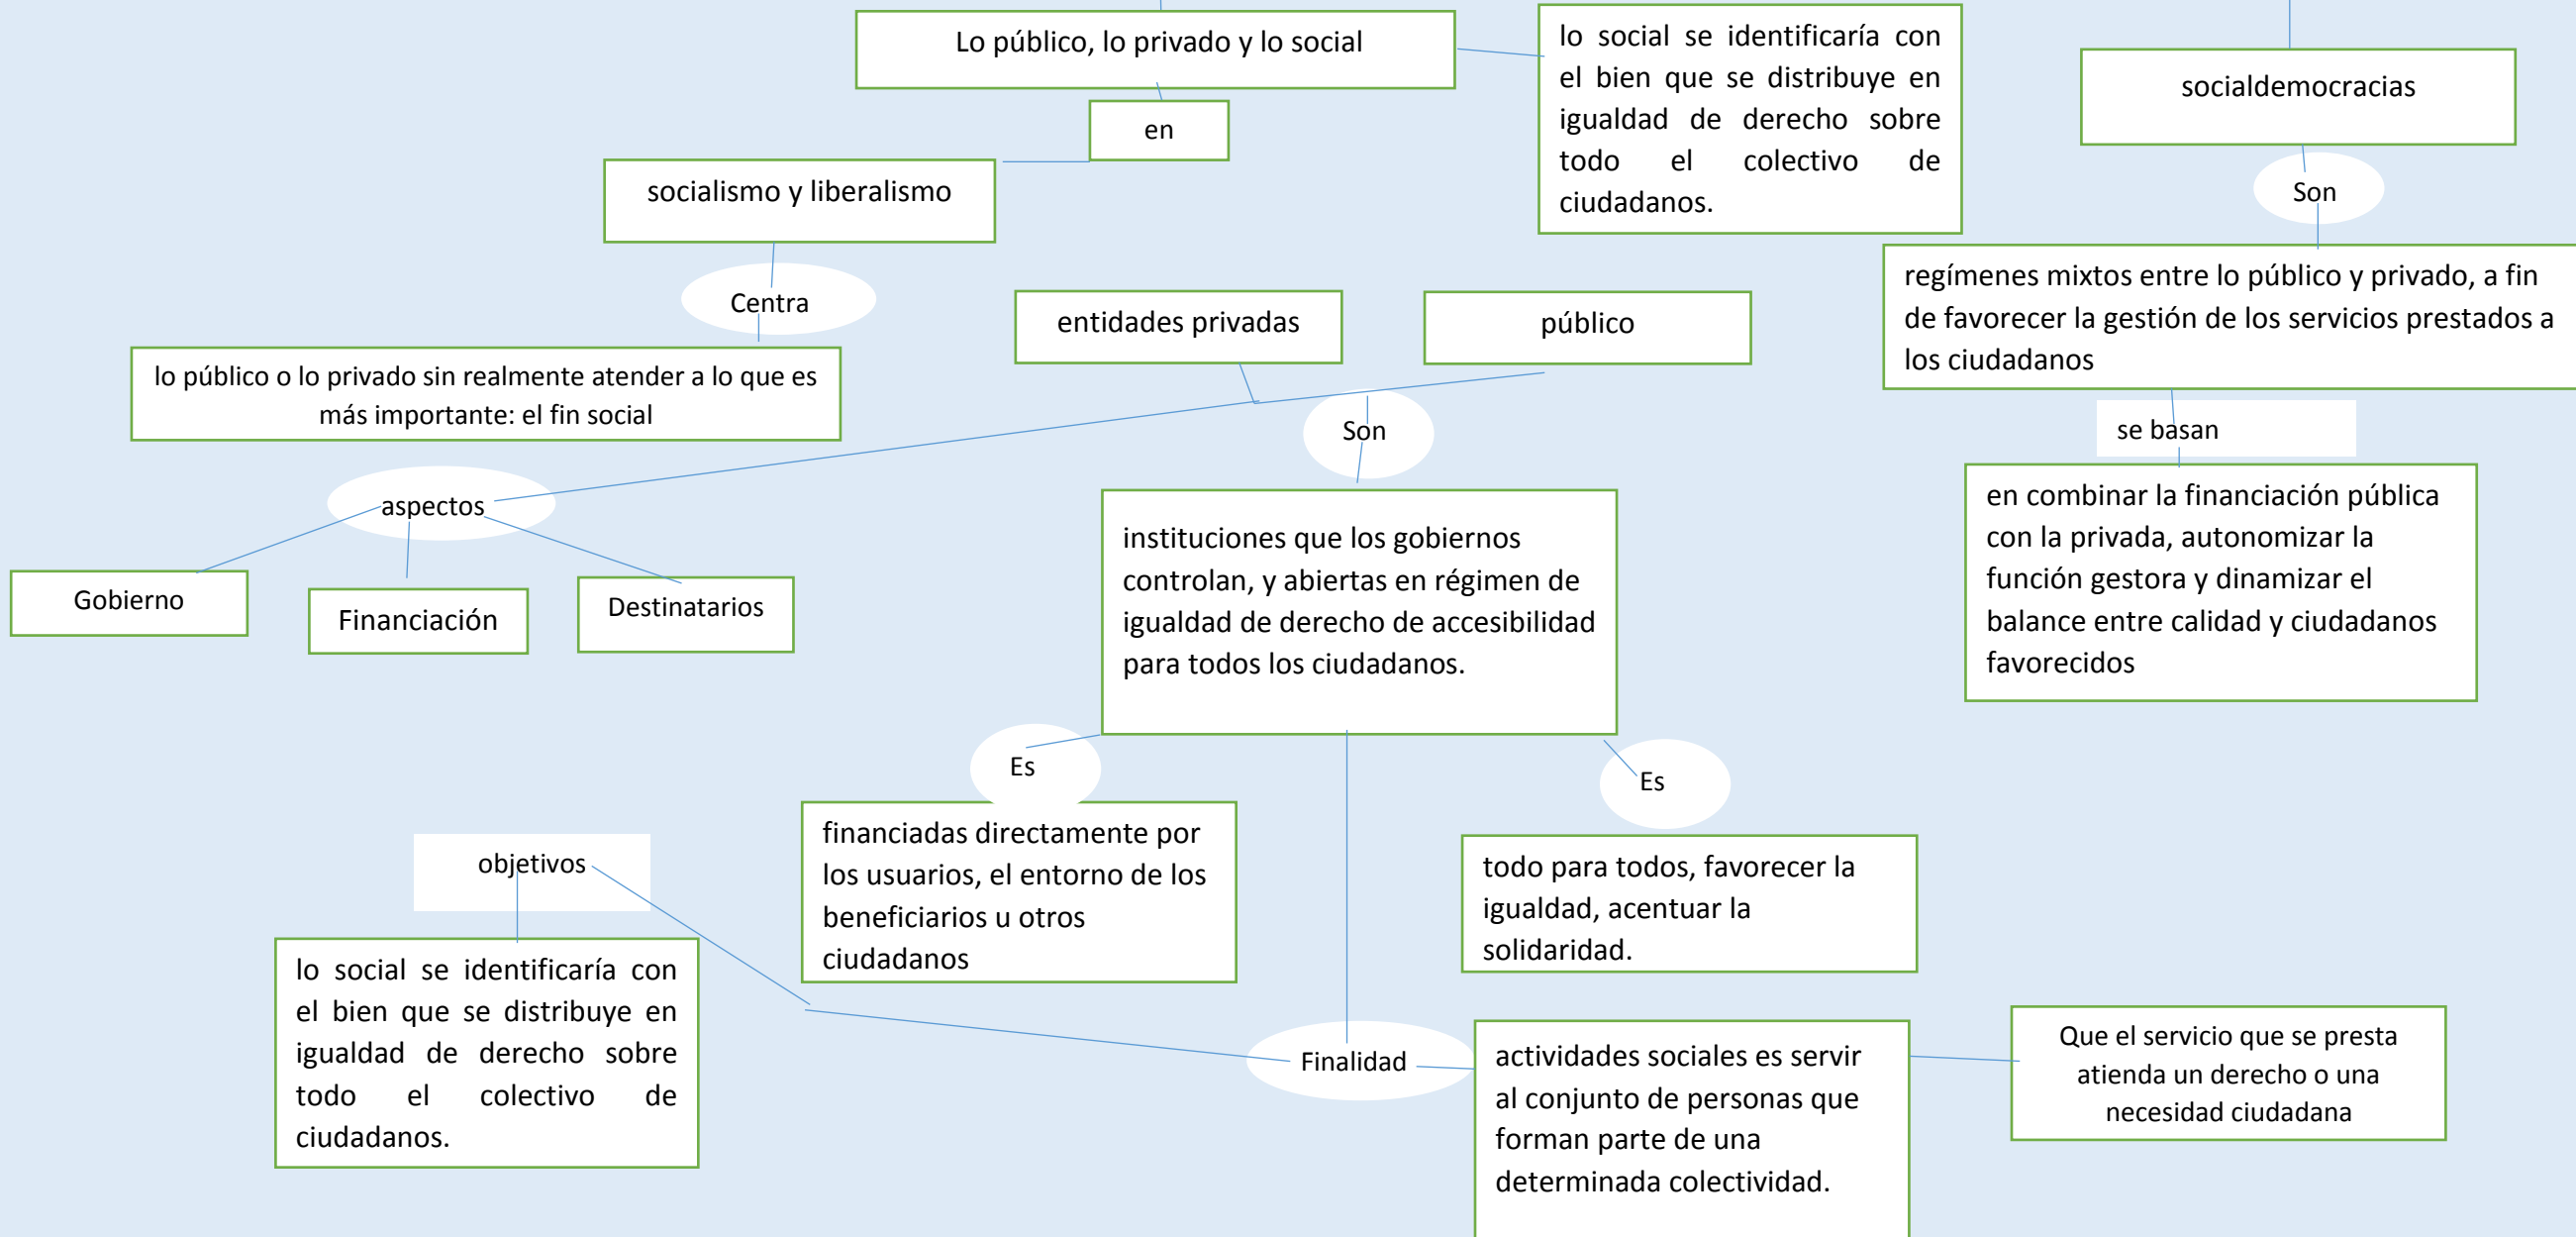 Lo público, lo privado y lo social
lo social se identificaría con
el bien que se distribuye en
igualdad de derecho sobre
todo el colectivo de
ciudadanos.
socialdemocracias
en
socialismo y liberalismo
Son
Centra
entidades privadas
público
regímenes mixtos entre lo público y privado, a fin
de favorecer la gestión de los servicios prestados a
los ciudadanos
lo público o lo privado sin realmente atender a lo que es
más importante: el fin social
Son
se basan
aspectos
en combinar la financiación pública
con la privada, autonomizar la
función gestora y dinamizar el
balance entre calidad y ciudadanos
favorecidos
instituciones que los gobiernos
controlan, y abiertas en régimen de
igualdad de derecho de accesibilidad
para todos los ciudadanos.
Gobierno
Financiación
Destinatarios
Es
Es
financiadas directamente por
los usuarios, el entorno de los
beneficiarios u otros
ciudadanos
todo para todos, favorecer la
igualdad, acentuar la
solidaridad.
objetivos
lo social se identificaría con
el bien que se distribuye en
igualdad de derecho sobre
todo el colectivo de
ciudadanos.
Finalidad
actividades sociales es servir
al conjunto de personas que
forman parte de una
determinada colectividad.
Que el servicio que se presta
atienda un derecho o una
necesidad ciudadana